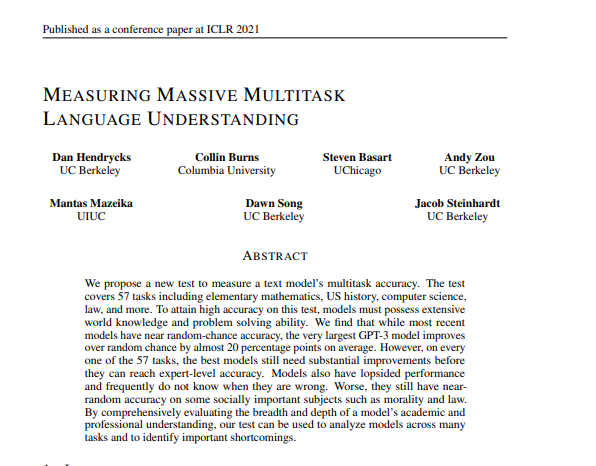 Published as a conference paper at ICLR 2021
MEASURING MASSIVE MULTITASK
LANGUAGE UNDERSTANDING
Dan Hendrycks Collin Burns Steven Basart Andy Zou
UC Berkeley Columbia University UChicago UC Berkeley
Mantas Mazeika Dawn Song Jacob Steinhardt
UIUC UC Berkeley UC Berkeley
ABSTRACT
We propose a new test to measure a text model's multitask accuracy. The test
covers 57 tasks including elementary mathematics, US history, computer science,
law, and more. To attain high accuracy on this test, models must possess extensive
world knowledge and problem solving ability. We find that while most recent
models have near random-chance accuracy, the very largest GPT-3 model improves
over random chance by almost 20 percentage points on average. However, on every
one of the 57 tasks, the best models still need substantial improvements before
they can reach expert-level accuracy. Models also have lopsided performance
and frequently do not know when they are wrong. Worse, they still have near-
random accuracy on some socially important subjects such as morality and law.
By comprehensively evaluating the breadth and depth of a model's academic and
professional understanding, our test can be used to analyze models across many
tasks and to identify important shortcomings.